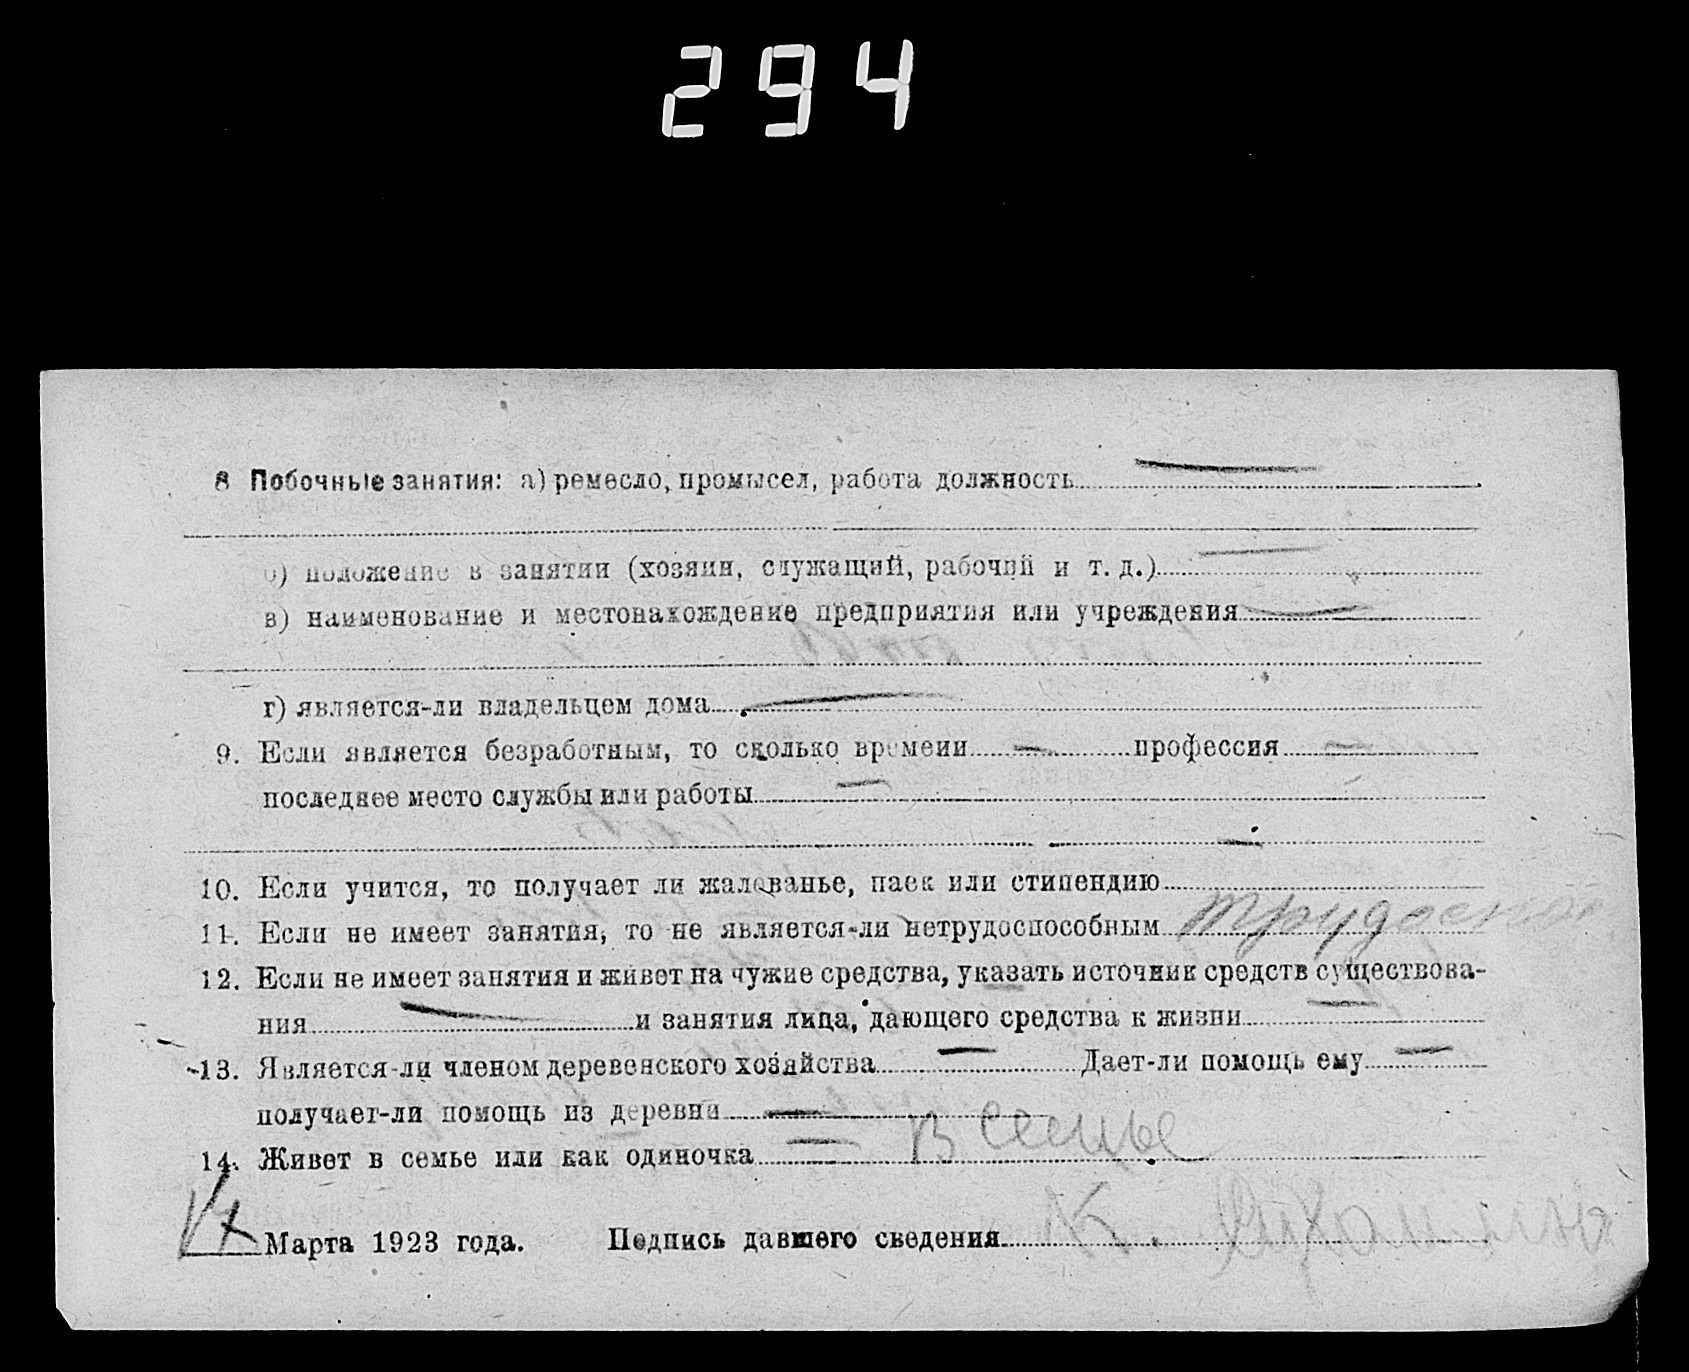 294
8 Побочные занятия: а) ремесло, промысел, работа должность —
б) положение в занятии (хозяин, служащий, рабочий и т. д.) —
в) наименование и местонахождение предприятия или учреждения —
г) является-ли владельцем дома —
9. Если является безработным, то сколько времени — профессия —
последнее место службы или работы —
—
10. Если учится, то получает ли жалованье, паек или стипендию
11. Если не имеет занятия, то не является-ли нетрудоспособным
12. Если не имеет занятия и живет на чужие средства, указать источник средств существова-
ния — и занятия лица, дающего средства к жизни —
13. Является-ли членом деревенского хозяйства — Дает-ли помощь ему —
получает-ли помощь из деревни —
14. Живет в семье или как одиночка — в семье
Марта 1923 года. Подпись давшего сведения К.